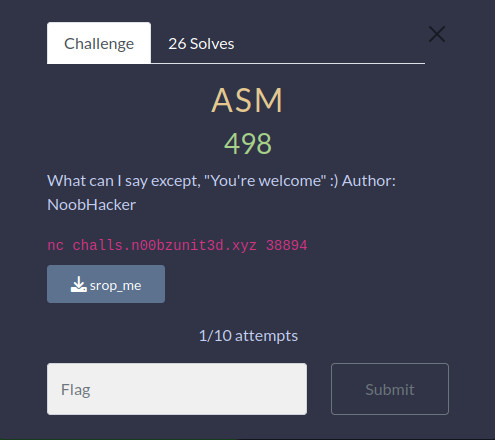 Challenge
26 Solves
ASM
498
What can I say except, "You're welcome" :) Author:
NoobHacker
nc challs.n00bzunit3d.xyz 38894
srop_me
1/10 attempts
Flag
Submit